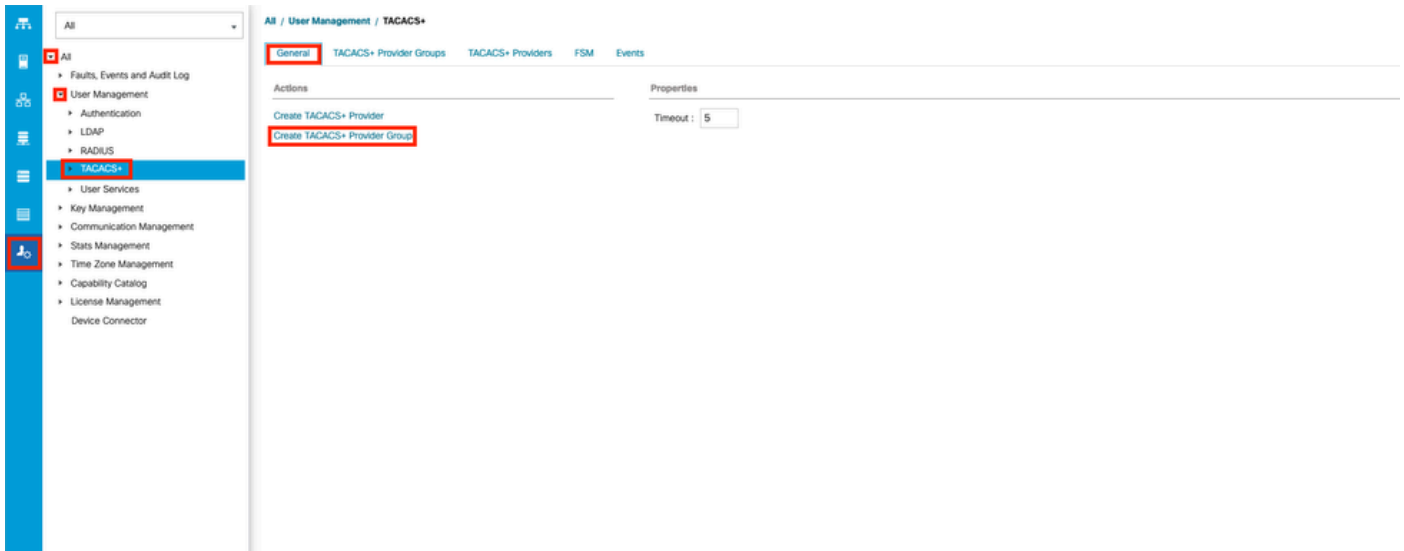 All
All
Faults, Events and Audit Log
User Management
Authentication
LDAP
RADIUS
TACACS+
User Services
Key Management
Communication Management
Stats Management
Time Zone Management
Capability Catalog
License Management
Device Connector
All / User Management / TACACS+
General TACACS+ Provider Groups TACACS+ Providers FSM Events
Actions
Create TACACS+ Provider
Create TACACS+ Provider Group
Properties
Timeout : 5